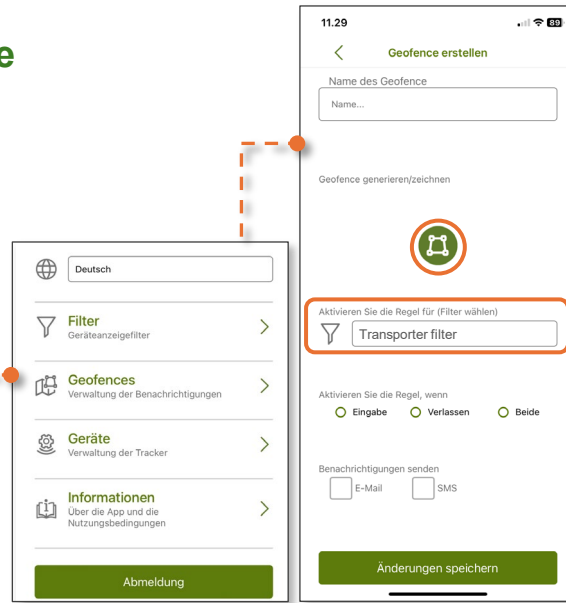 e
Deutsch
Filter
Geräteanzeigefilter
Geofences
Verwaltung der Benachrichtigungen
Geräte
Verwaltung der Tracker
Informationen
Über die App und die
Nutzungsbedingungen
Abmeldung
11.29
89
Geofence erstellen
Name des Geofence
Name...
Geofence generieren/zeichnen
Aktivieren Sie die Regel für (Filter wählen)
Transporter filter
Aktivieren Sie die Regel, wenn
Eingabe Verlassen Beide
Benachrichtigungen senden
E-Mail SMS
Änderungen speichern